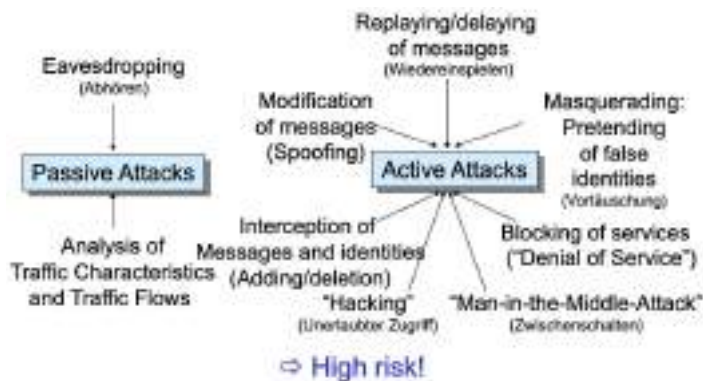 Eavesdropping
(Abhören)
Passive Attacks
Analysis of
Traffic Characteristics
and Traffic Flows
Replaying/delaying
of messages
(Wiedereinspielen)
Modification
of messages
(Spoofing)
Masquerading:
Pretending
of false
identities
(Vortäuschung)
Active Attacks
Interception of
Messages and identities
(Adding/deletion)
Blocking of services
("Denial of Service")
"Hacking"
(Unerlaubter Zugriff)
"Man-in-the-Middle-Attack"
(Zwischenschalten)
⇨ High risk!